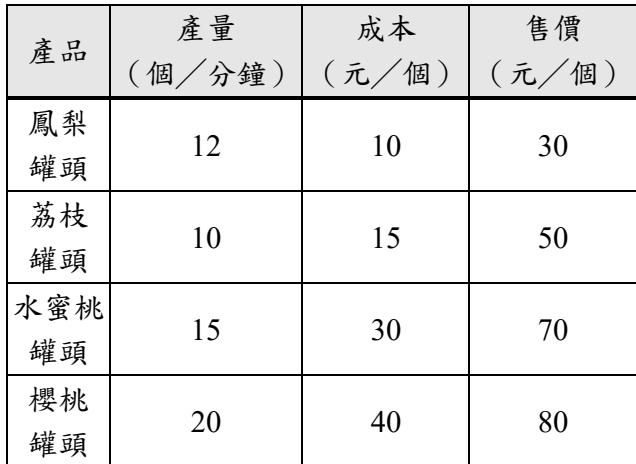 產品 產量 成本 售價
（個／分鐘） （元／個） （元／個）
鳳梨
罐頭 12 10 30
荔枝
罐頭 10 15 50
水蜜桃
罐頭 15 30 70
櫻桃
罐頭 20 40 80